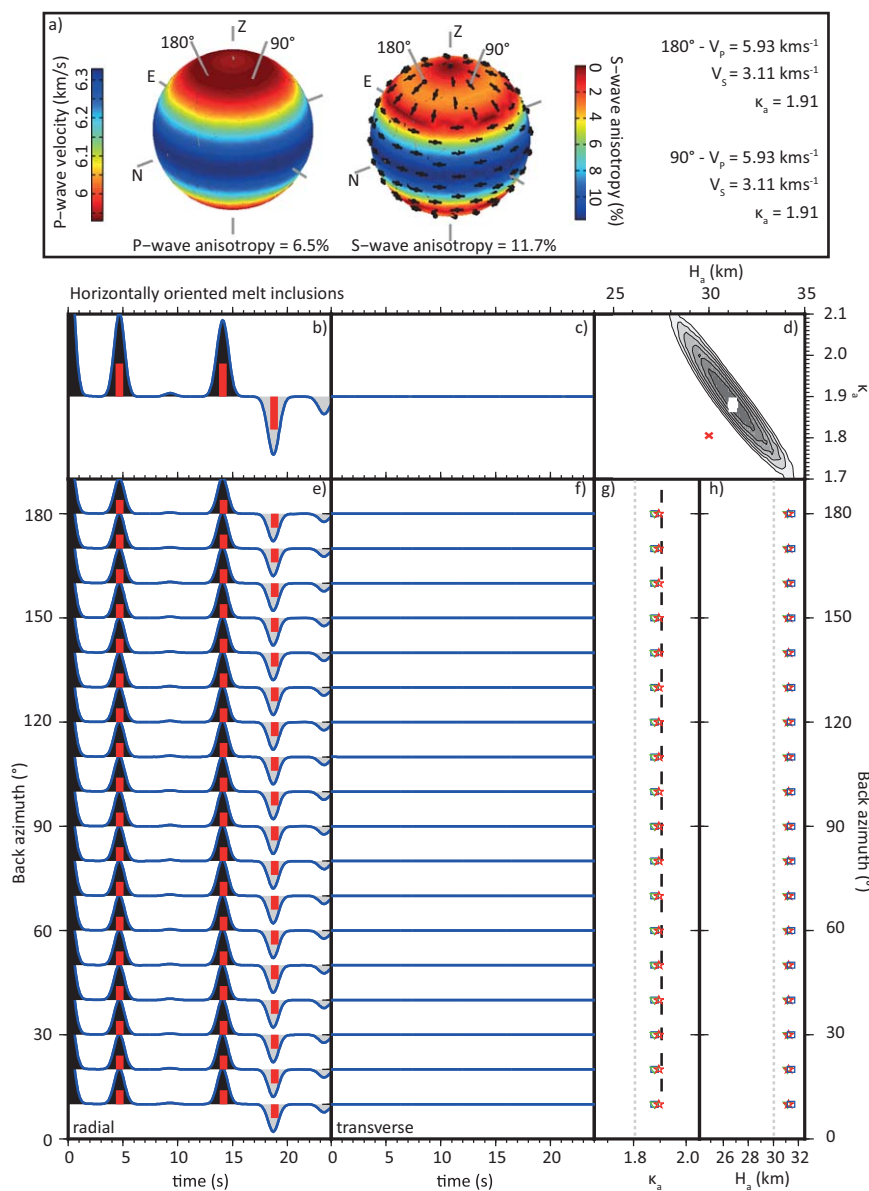 a)
Z
180°
90°
E
N
P-wave velocity (km/s)
6.3
6.2
6.1
6
P−wave anisotropy = 6.5%
Z
180°
90°
E
N
S-wave anisotropy (%)
0
2
4
6
8
10
S−wave anisotropy = 11.7%
180° - Vₚ = 5.93 kms⁻¹
Vₛ = 3.11 kms⁻¹
κₐ = 1.91
90° - Vₚ = 5.93 kms⁻¹
Vₛ = 3.11 kms⁻¹
κₐ = 1.91
Horizontally oriented melt inclusions
Hₐ (km)
25 30 35
b)
c)
d)
2.1
2.0
1.9
1.8
1.7
κₐ
e)
f)
g)
h)
180
150
120
90
60
30
0
Back azimuth (°)
180
150
120
90
60
30
0
Back azimuth (°)
radial
transverse
0 5 10 15 20
0 5 10 15 20
1.8 2.0
26 28 30 32
time (s)
time (s)
κₐ
Hₐ (km)